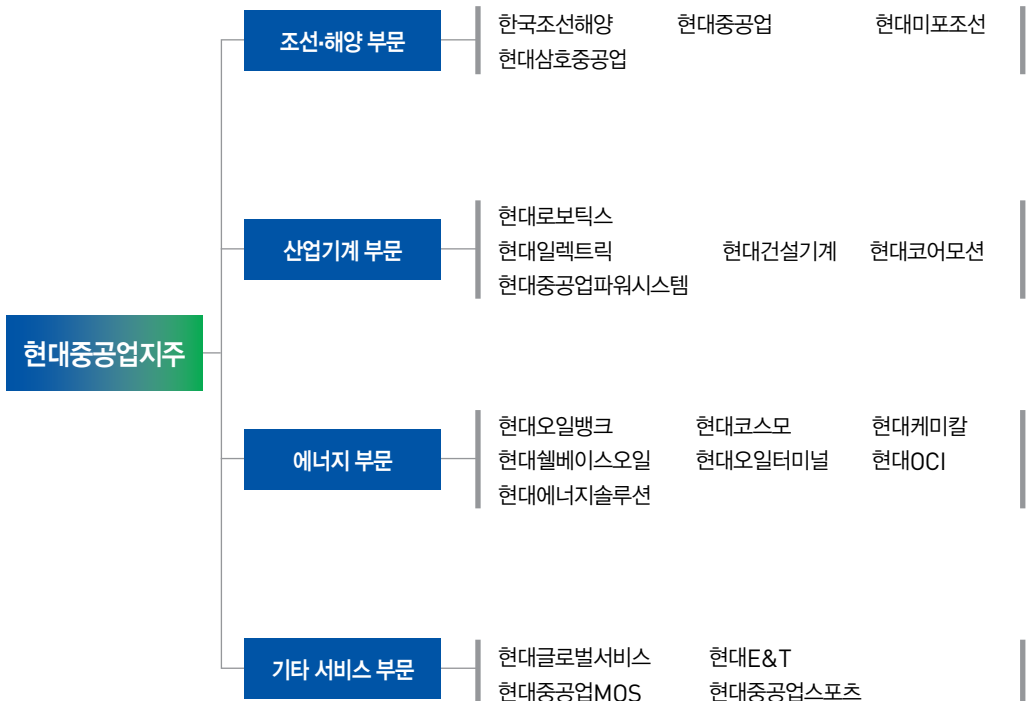 조선·해양 부문
한국조선해양 현대중공업 현대미포조선
현대삼호중공업
산업기계 부문
현대로보틱스
현대일렉트릭 현대건설기계 현대코어모션
현대중공업파워시스템
현대중공업지주
에너지 부문
현대오일뱅크 현대코스모 현대케미칼
현대쉘베이스오일 현대오일터미널 현대OCI
현대에너지솔루션
기타 서비스 부문
현대글로벌서비스 현대E&T
현대중공업MOS 현대중공업스포츠